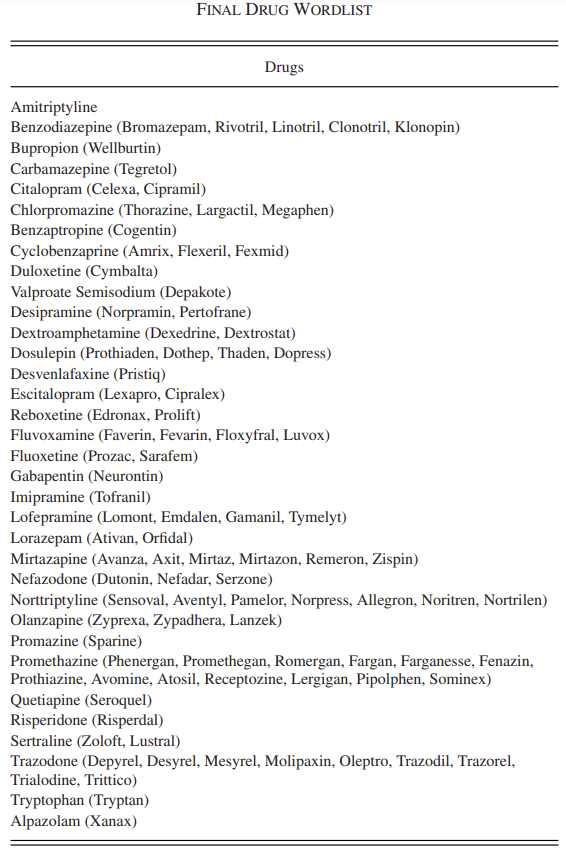 FINAL DRUG WORDLIST
Drugs
Amitriptyline
Benzodiazepine (Bromazepam, Rivotril, Linotril, Clonotril, Klonopin)
Bupropion (Wellburtin)
Carbamazepine (Tegretol)
Citalopram (Celexa, Cipramil)
Chlorpromazine (Thorazine, Largactil, Megaphen)
Benzaptropine (Cogentin)
Cyclobenzaprine (Amrix, Flexeril, Fexmid)
Duloxetine (Cymbalta)
Valproate Semisodium (Depakote)
Desipramine (Norpramin, Pertofrane)
Dextroamphetamine (Dexedrine, Dextrostat)
Dosulepin (Prothiaden, Dothep, Thaden, Dopress)
Desvenlafaxine (Pristiq)
Escitalopram (Lexapro, Cipralex)
Reboxetine (Edronax, Prolift)
Fluvoxamine (Faverin, Fevarin, Floxyfral, Luvox)
Fluoxetine (Prozac, Sarafem)
Gabapentin (Neurontin)
Imipramine (Tofranil)
Lofepramine (Lomont, Emdalen, Gamanil, Tymelyt)
Lorazepam (Ativan, Orfidal)
Mirtazapine (Avanza, Axit, Mirtaz, Mirtazon, Remeron, Zispin)
Nefazodone (Dutonin, Nefadar, Serzone)
Norttriptyline (Sensoval, Aventyl, Pamelor, Norpress, Allegron, Noritren, Nortrilen)
Olanzapine (Zyprexa, Zypadhera, Lanzek)
Promazine (Sparine)
Promethazine (Phenergan, Promethegan, Romergan, Fargan, Farganesse, Fenazin,
Prothiazine, Avomine, Atosil, Receptozine, Lergigan, Pipolphen, Sominex)
Quetiapine (Seroquel)
Risperidone (Risperdal)
Sertraline (Zoloft, Lustral)
Trazodone (Depyrel, Desyrel, Mesyrel, Molipaxin, Oleptro, Trazodil, Trazorel,
Trialodine, Trittico)
Tryptophan (Tryptan)
Alpazolam (Xanax)